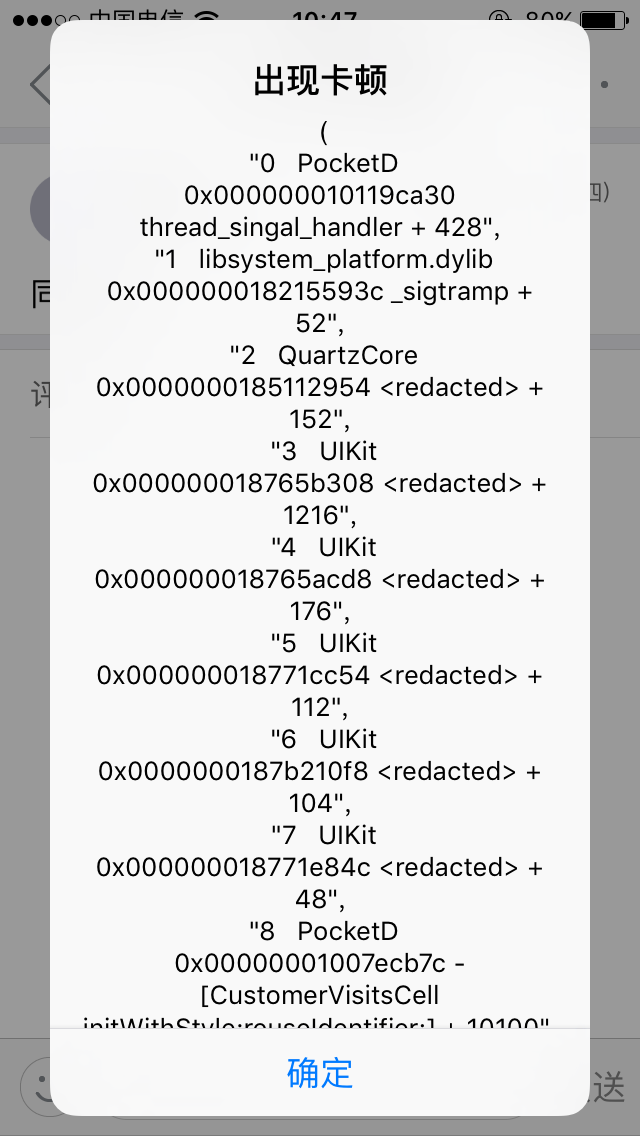 中国电信 10:47 80%
出现卡顿
(
"0 PocketD
0x000000010119ca30
thread_singal_handler + 428",
"1 libsystem_platform.dylib
0x000000018215593c _sigtramp +
52",
"2 QuartzCore
0x0000000185112954 <redacted> +
152",
"3 UIKit
0x000000018765b308 <redacted> +
1216",
"4 UIKit
0x000000018765acd8 <redacted> +
176",
"5 UIKit
0x000000018771cc54 <redacted> +
112",
"6 UIKit
0x0000000187b210f8 <redacted> +
104",
"7 UIKit
0x000000018771e84c <redacted> +
48",
"8 PocketD
0x00000001007ecb7c -
[CustomerVisitsCell
initWithStyle:reuseIdentifier:] + 10100"
确定
四)
同
评
送